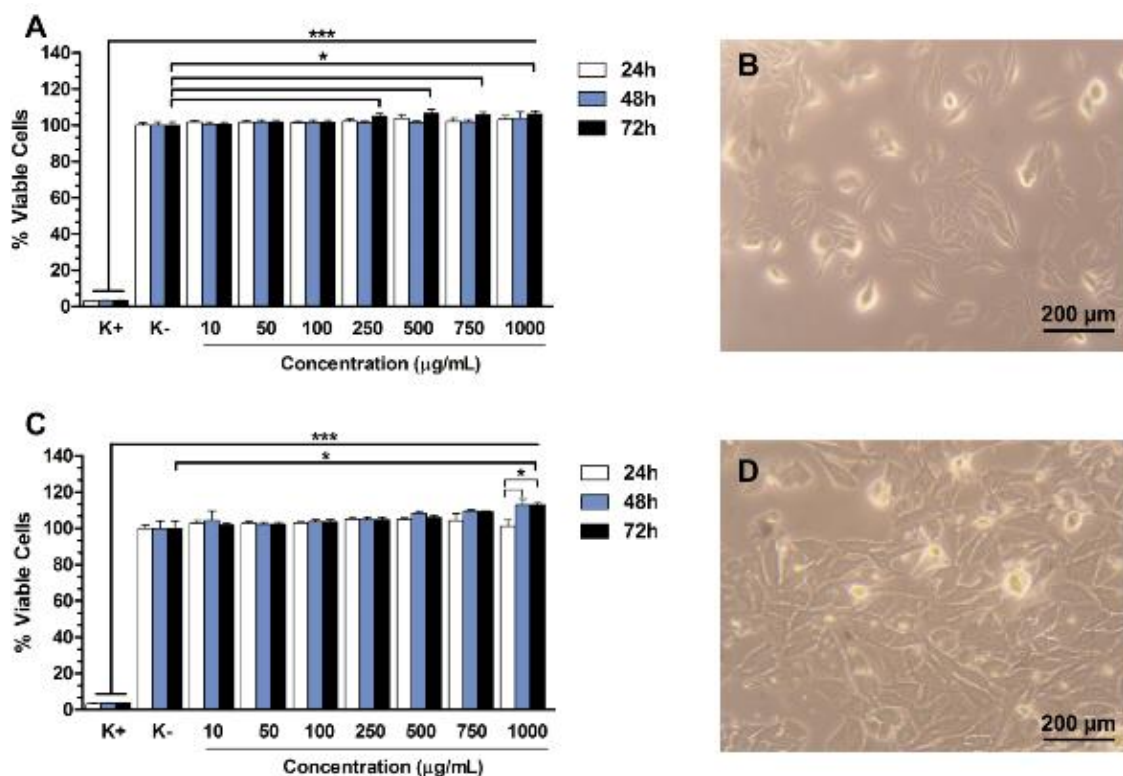 A
***
*
140
120
100
80
60
40
20
0
% Viable Cells
K+ K- 10 50 100 250 500 750 1000
Concentration (µg/mL)
24h
48h
72h
B
200 µm
C
***
*
*
140
120
100
80
60
40
20
0
% Viable Cells
K+ K- 10 50 100 250 500 750 1000
Concentration (µg/mL)
24h
48h
72h
D
200 µm